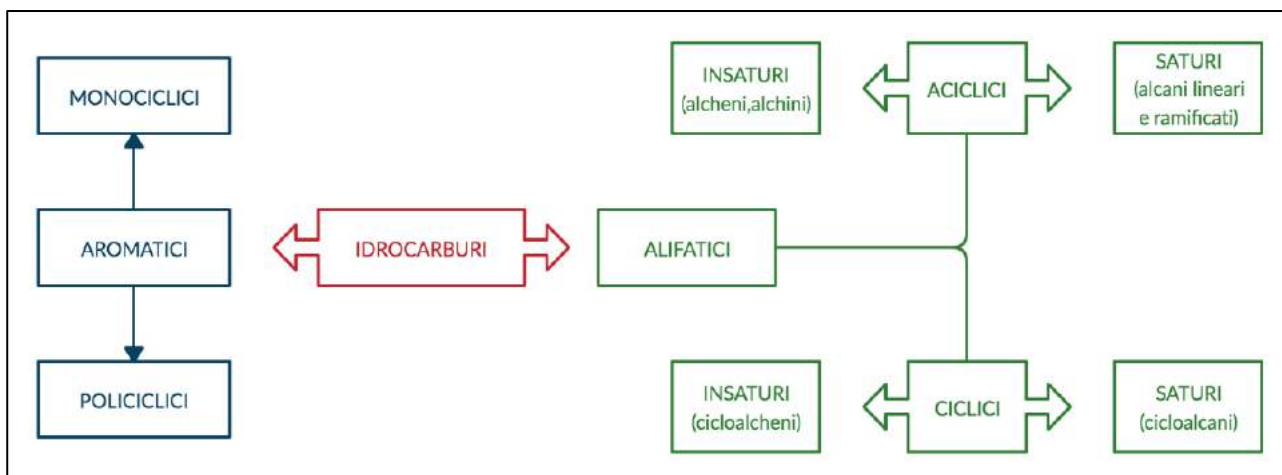 MONOCICLICI
AROMATICI
POLICICLICI
IDROCARBURI
ALIFATICI
INSATURI
(alcheni,alchini)
ACICLICI
SATURI
(alcani lineari
e ramificati)
INSATURI
(cicloalcheni)
CICLICI
SATURI
(cicloalcani)